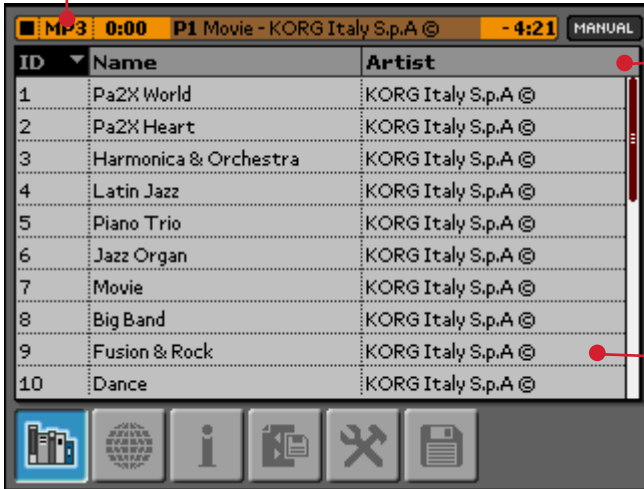 MP3 0:00 P1 Movie - KORG Italy S.p.A © - 4:21 MANUAL
ID Name Artist
1 Pa2X World KORG Italy S.p.A ©
2 Pa2X Heart KORG Italy S.p.A ©
3 Harmonica & Orchestra KORG Italy S.p.A ©
4 Latin Jazz KORG Italy S.p.A ©
5 Piano Trio KORG Italy S.p.A ©
6 Jazz Organ KORG Italy S.p.A ©
7 Movie KORG Italy S.p.A ©
8 Big Band KORG Italy S.p.A ©
9 Fusion & Rock KORG Italy S.p.A ©
10 Dance KORG Italy S.p.A ©